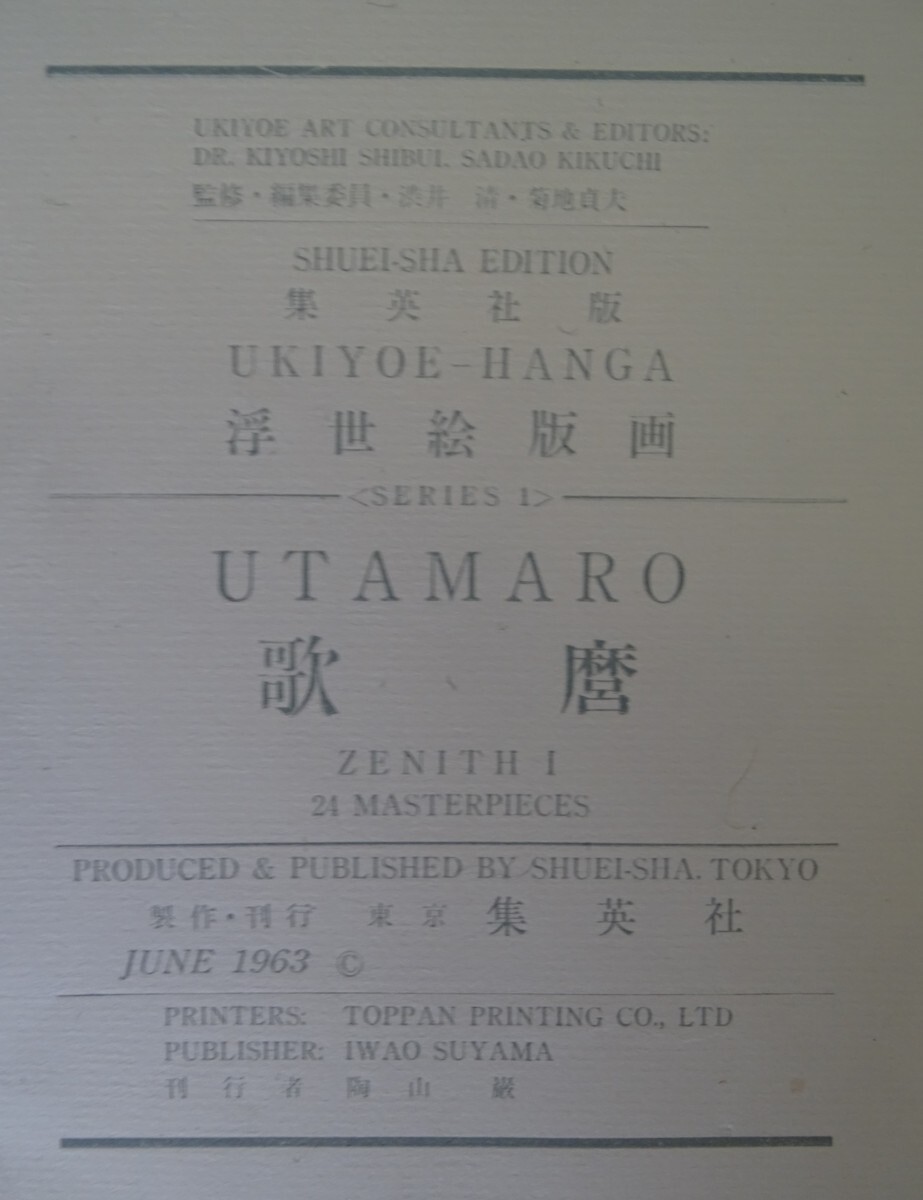 UKIYOE ART CONSULTANTS & EDITORS:
DR. KIYOSHI SHIBUI, SADAO KIKUCHI
監修・編集委員・渋井 清・菊地貞夫
SHUEI-SHA EDITION
集英社版
UKIYOE-HANGA
浮世絵版画
<SERIES 1>
UTAMARO
歌麿
ZENITH I
24 MASTERPIECES
PRODUCED & PUBLISHED BY SHUEI-SHA. TOKYO
製作・刊行 東京 集英社
JUNE 1963 ©
PRINTERS: TOPPAN PRINTING CO., LTD
PUBLISHER: IWAO SUYAMA
刊行者 陶山 巌